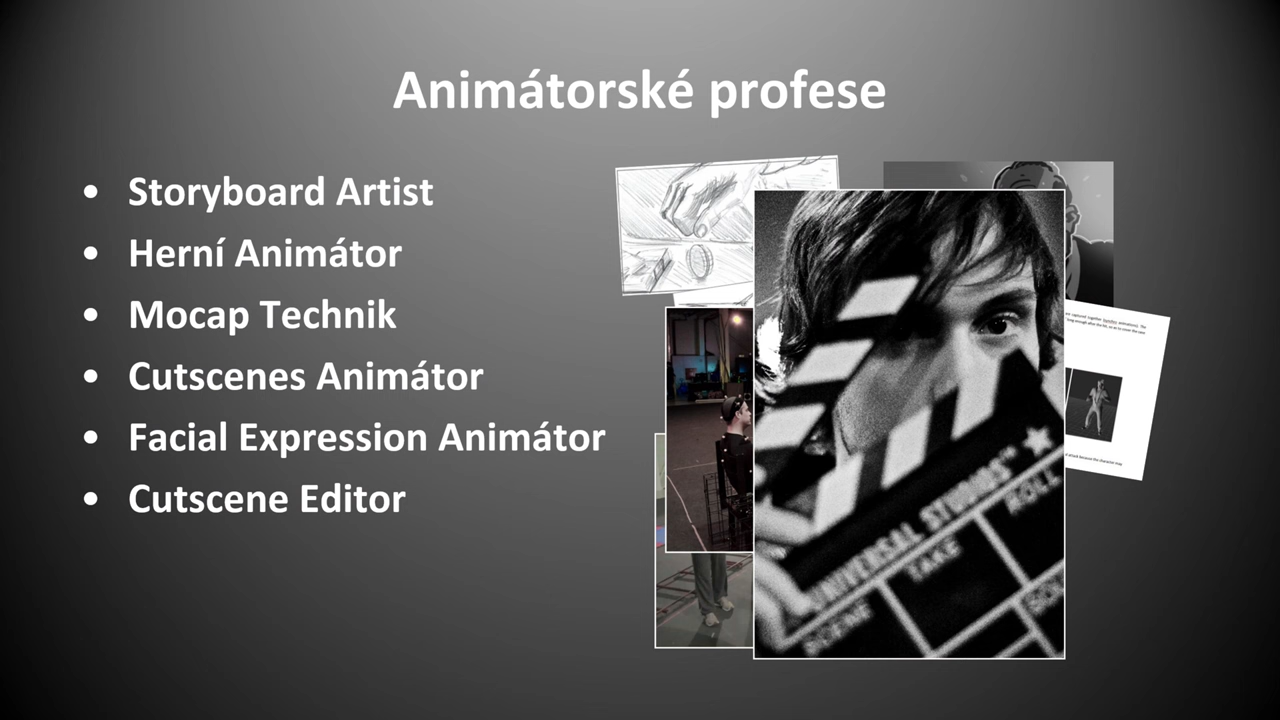 Animátorské profese
• Storyboard Artist
• Herní Animátor
• Mocap Technik
• Cutscenes Animátor
• Facial Expression Animátor
• Cutscene Editor
UNIVERSAL STUDIOS
ROLL
TAKE
SCENE